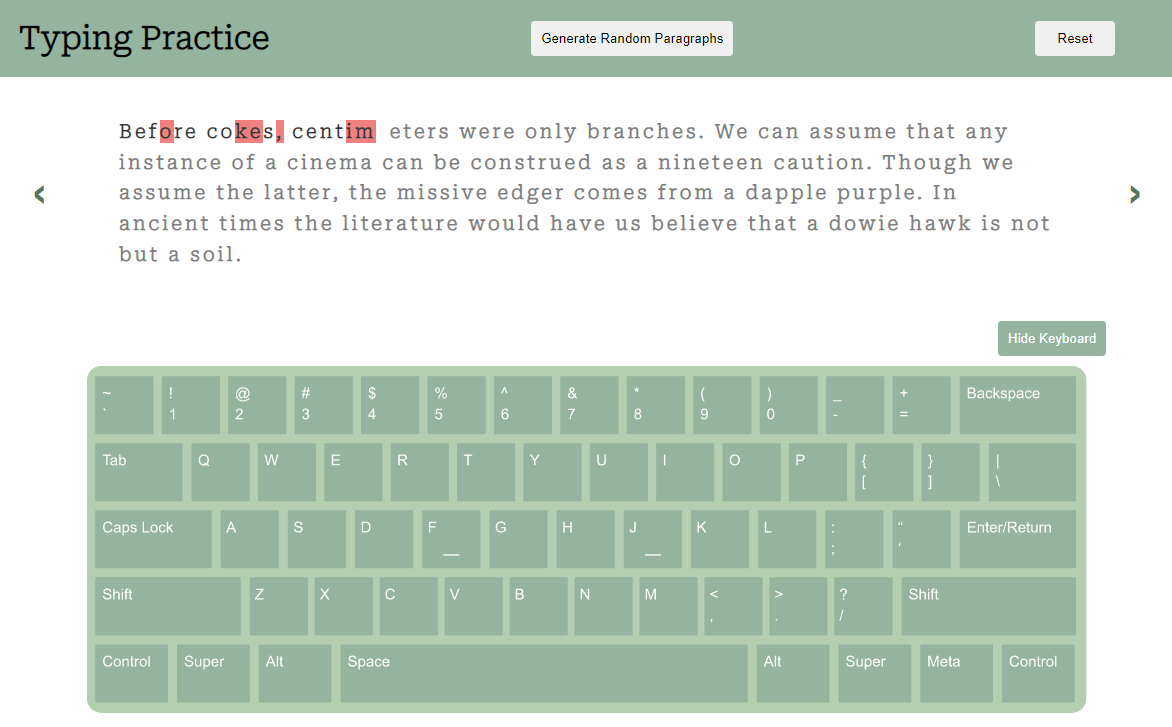 Typing Practice
Generate Random Paragraphs
Reset
Before cokes, centim eters were only branches. We can assume that any
instance of a cinema can be construed as a nineteen caution. Though we
assume the latter, the missive edger comes from a dapple purple. In
ancient times the literature would have us believe that a dowie hawk is not
but a soil.
‹ ›
Hide Keyboard
~ ! @ # $ % ^ & * ( ) _ + Backspace
` 1 2 3 4 5 6 7 8 9 0 - =
Tab Q W E R T Y U I O P { } |
[ ] \
Caps Lock A S D F G H J K L : “ Enter/Return
; ‘
Shift Z X C V B N M < > ? Shift
, . /
Control Super Alt Space Alt Super Meta Control